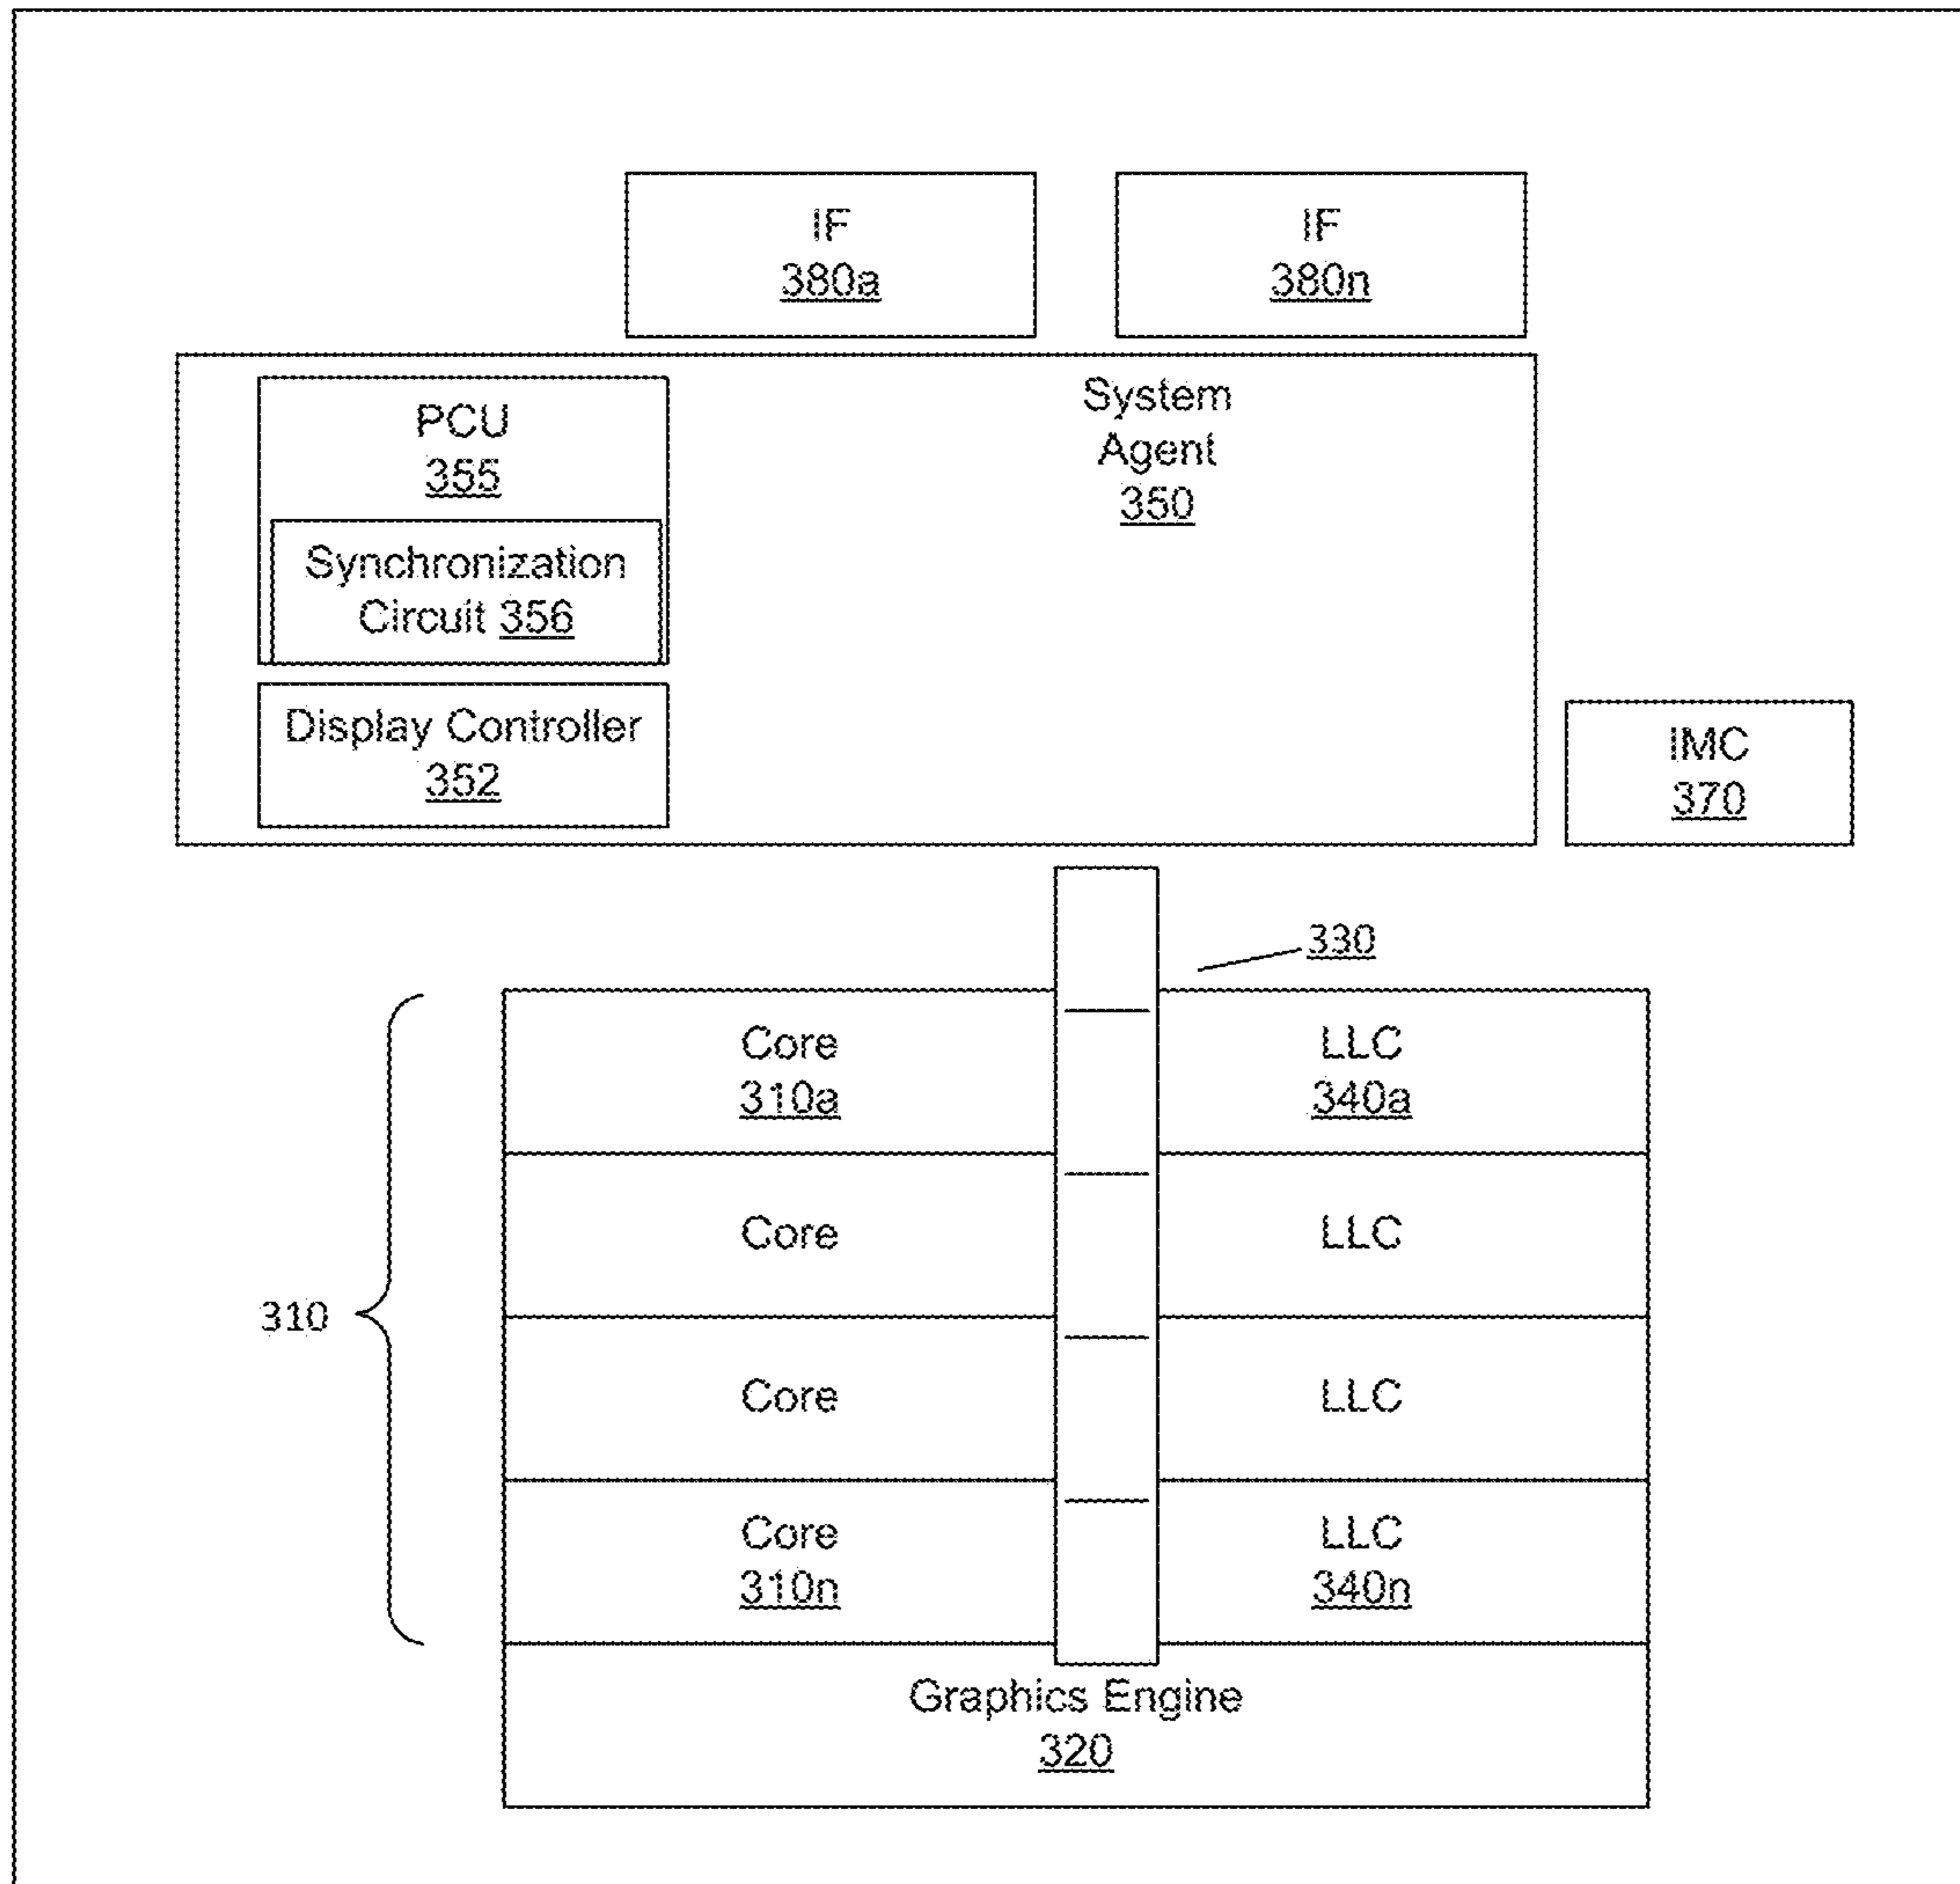 IF
380a
IF
380n
System
Agent
350
PCU
355
Synchronization
Circuit 356
Display Controller
352
IMC
370
330
310
Core
310a
LLC
340a
Core
LLC
Core
LLC
Core
310n
LLC
340n
Graphics Engine
320